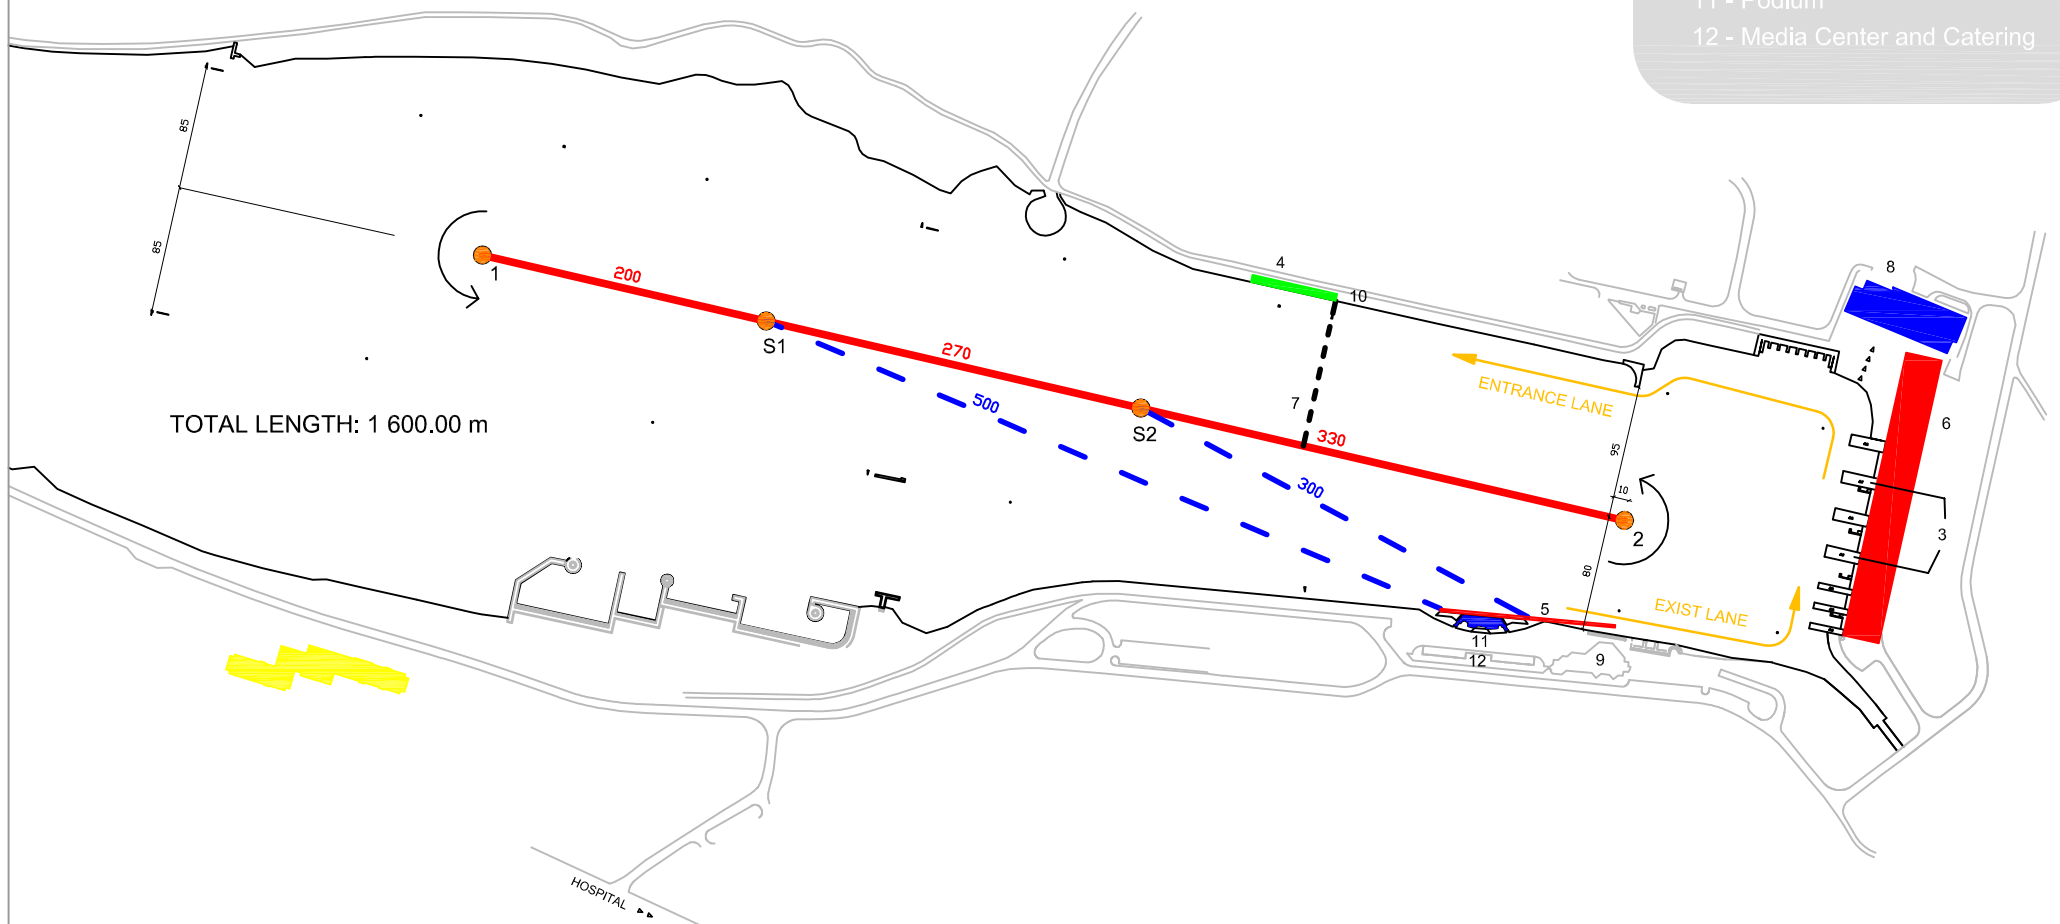 11 - Podium
12 - Media Center and Catering
85
85
1
200
S1
270
500
S2
300
330
4
10
7
ENTRANCE LANE
95
10
2
80
8
6
3
5
EXIST LANE
11
12
9
TOTAL LENGTH: 1 600.00 m
HOSPITAL